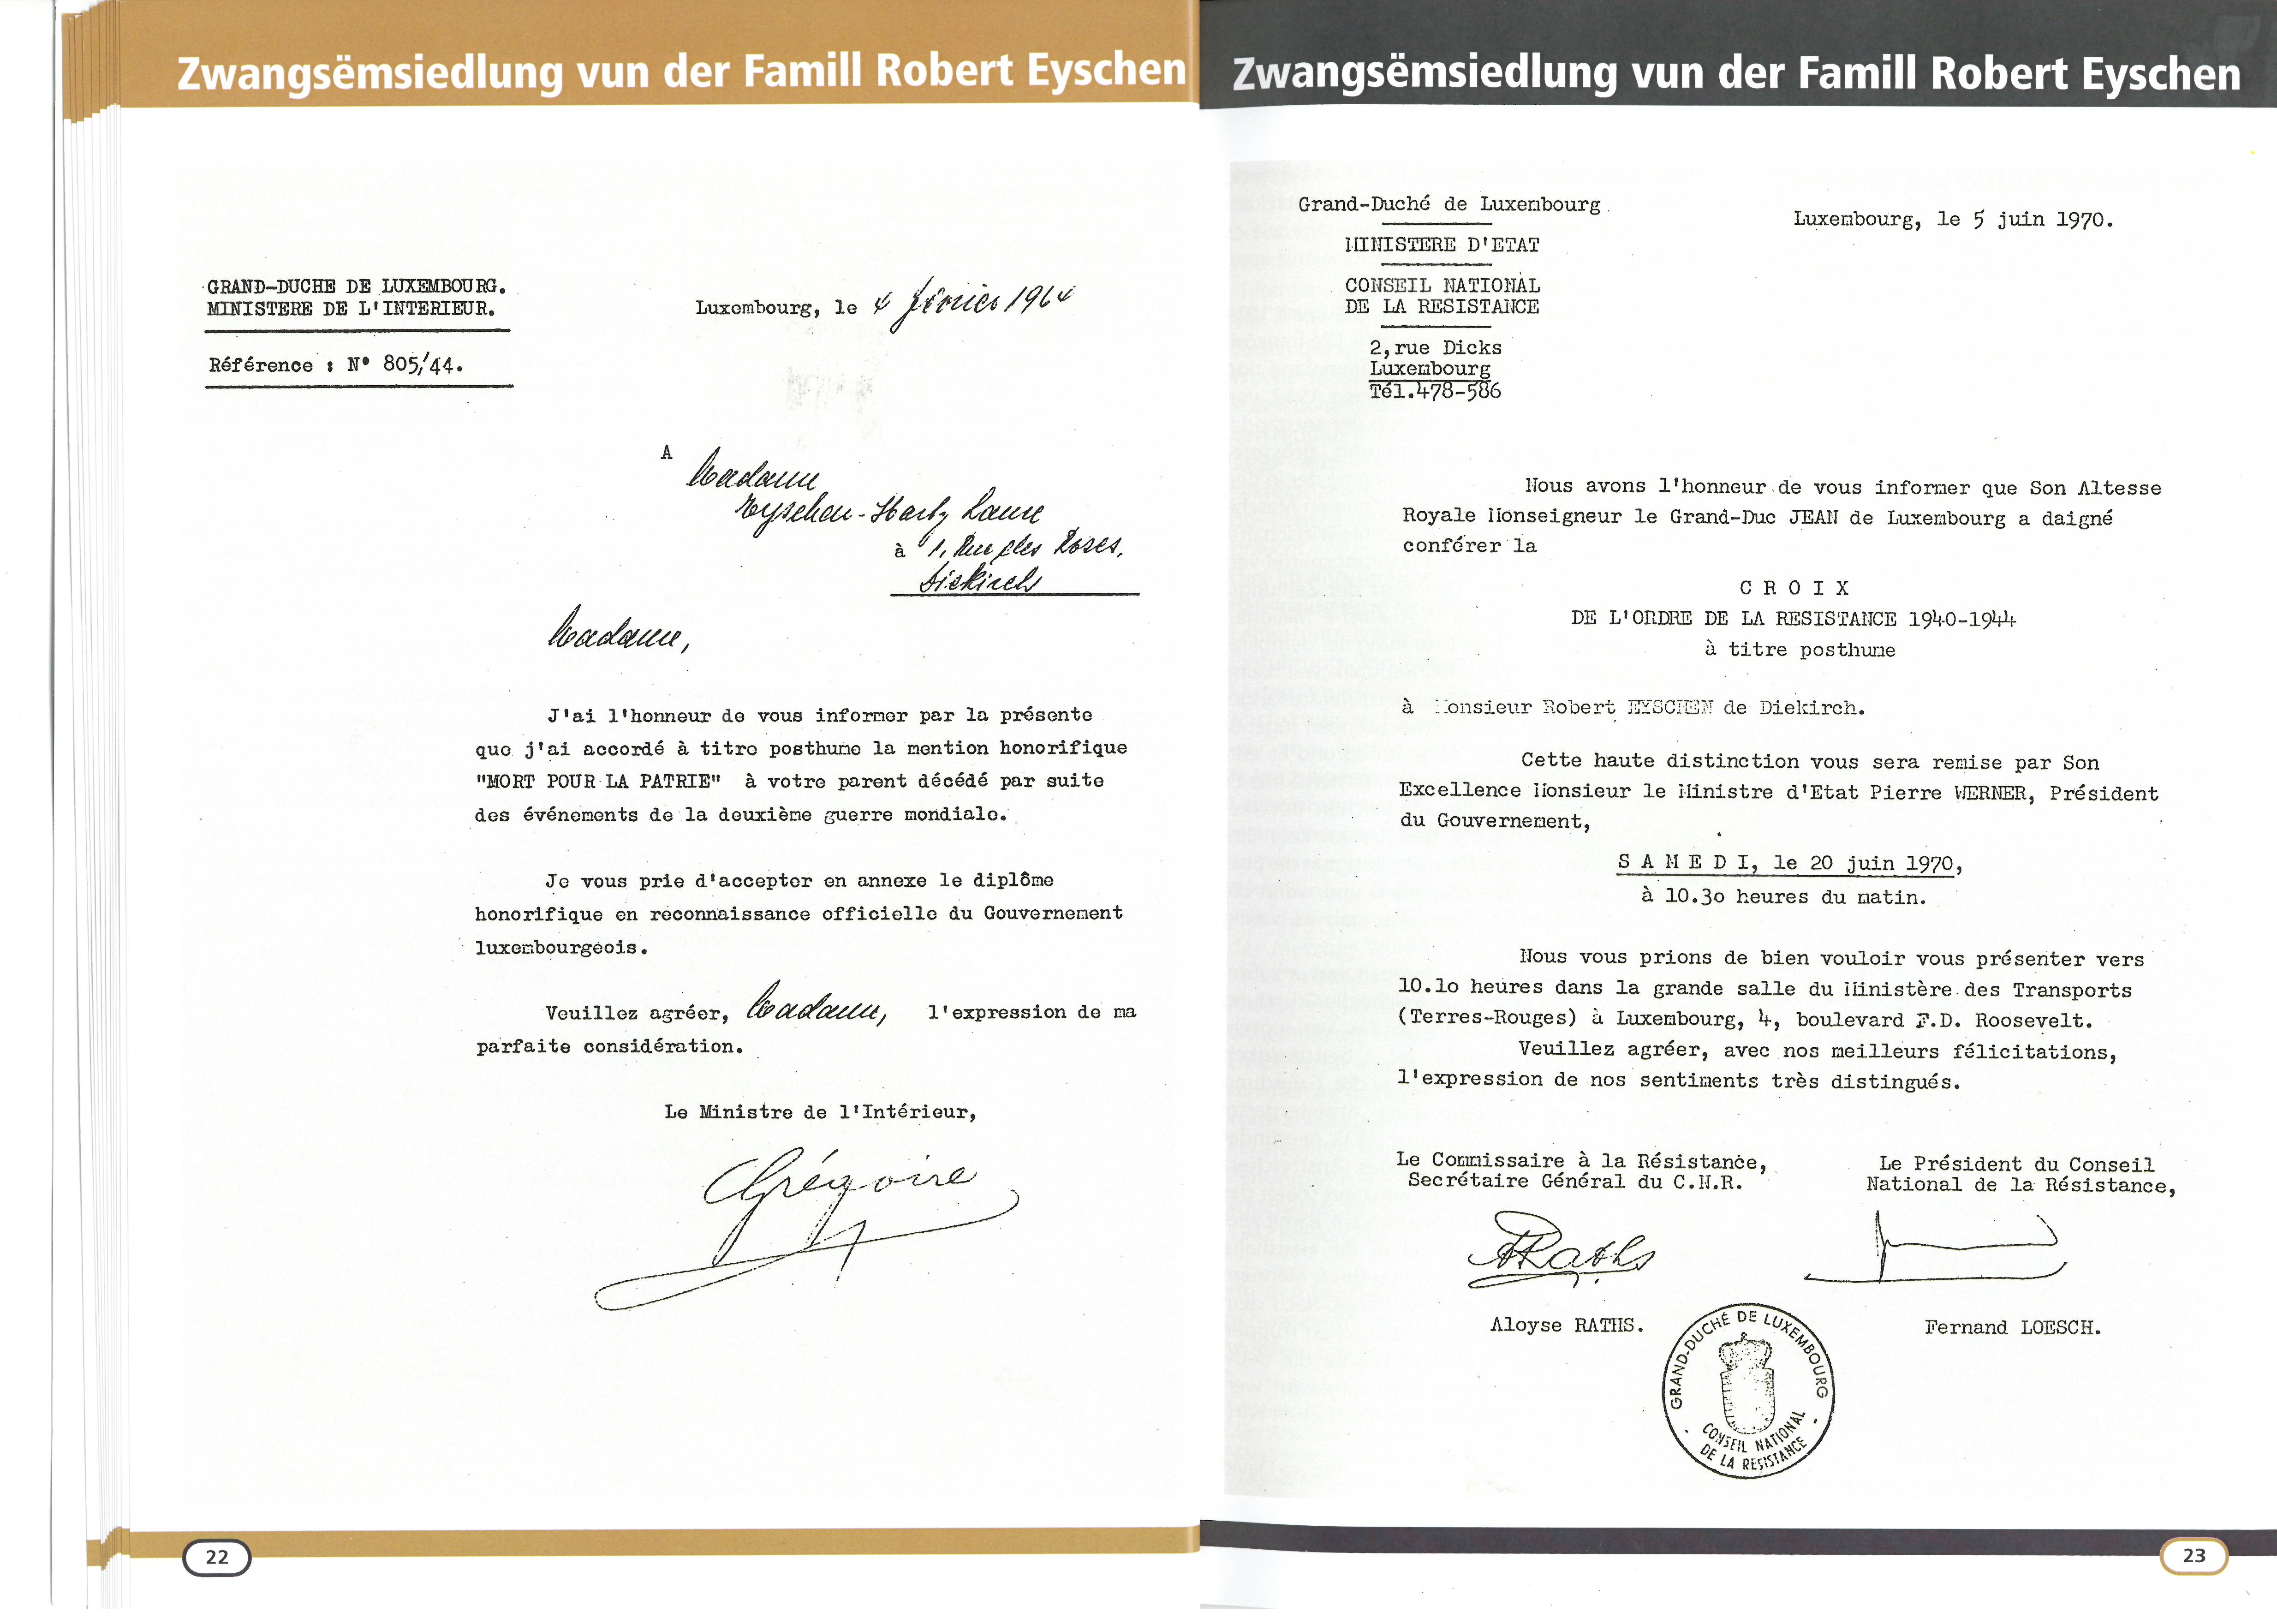 Zwangsëmsiedlung vun der Famill Robert Eyschen
GRAND-DUCHE DE LUXEMBOURG.
MINISTERE DE L'INTERIEUR.
Référence : N° 805/44.
Luxembourg, le 4 février 1964
A
Madame
Eyschen-Hartz Laure
à 1, Rue des Roses,
Diekirch
Madame,
J'ai l'honneur de vous informer par la présente
que j'ai accordé à titre posthume la mention honorifique
"MORT POUR LA PATRIE" à votre parent décédé par suite
des événements de la deuxième guerre mondiale.
Je vous prie d'accepter en annexe le diplôme
honorifique en reconnaissance officielle du Gouvernement
luxembourgeois.
Veuillez agréer, Madame, l'expression de ma
parfaite considération.
Le Ministre de l'Intérieur,
Grégoire
22
Zwangsëmsiedlung vun der Famill Robert Eyschen
Grand-Duché de Luxembourg
MINISTERE D'ETAT
CONSEIL NATIONAL
DE LA RESISTANCE
2, rue Dicks
Luxembourg
Tél.478-586
Luxembourg, le 5 juin 1970.
Nous avons l'honneur de vous informer que Son Altesse
Royale Monseigneur le Grand-Duc JEAN de Luxembourg a daigné
conférer la
C R O I X
DE L'ORDRE DE LA RESISTANCE 1940-1944
à titre posthume
à Monsieur Robert EYSCHEN de Diekirch.
Cette haute distinction vous sera remise par Son
Excellence Monsieur le Ministre d'Etat Pierre WERNER, Président
du Gouvernement,
S A M E D I, le 20 juin 1970,
à 10.30 heures du matin.
Nous vous prions de bien vouloir vous présenter vers
10.10 heures dans la grande salle du Ministère des Transports
(Terres-Rouges) à Luxembourg, 4, boulevard F.D. Roosevelt.
Veuillez agréer, avec nos meilleurs félicitations,
l'expression de nos sentiments très distingués.
Le Commissaire à la Résistance,
Secrétaire Général du C.N.R.
Le Président du Conseil
National de la Résistance,
ARaths
Aloyse RATHS.
Fernand LOESCH.
GRAND-DUCHÉ DE LUXEMBOURG
CONSEIL NATIONAL
DE LA RESISTANCE
23